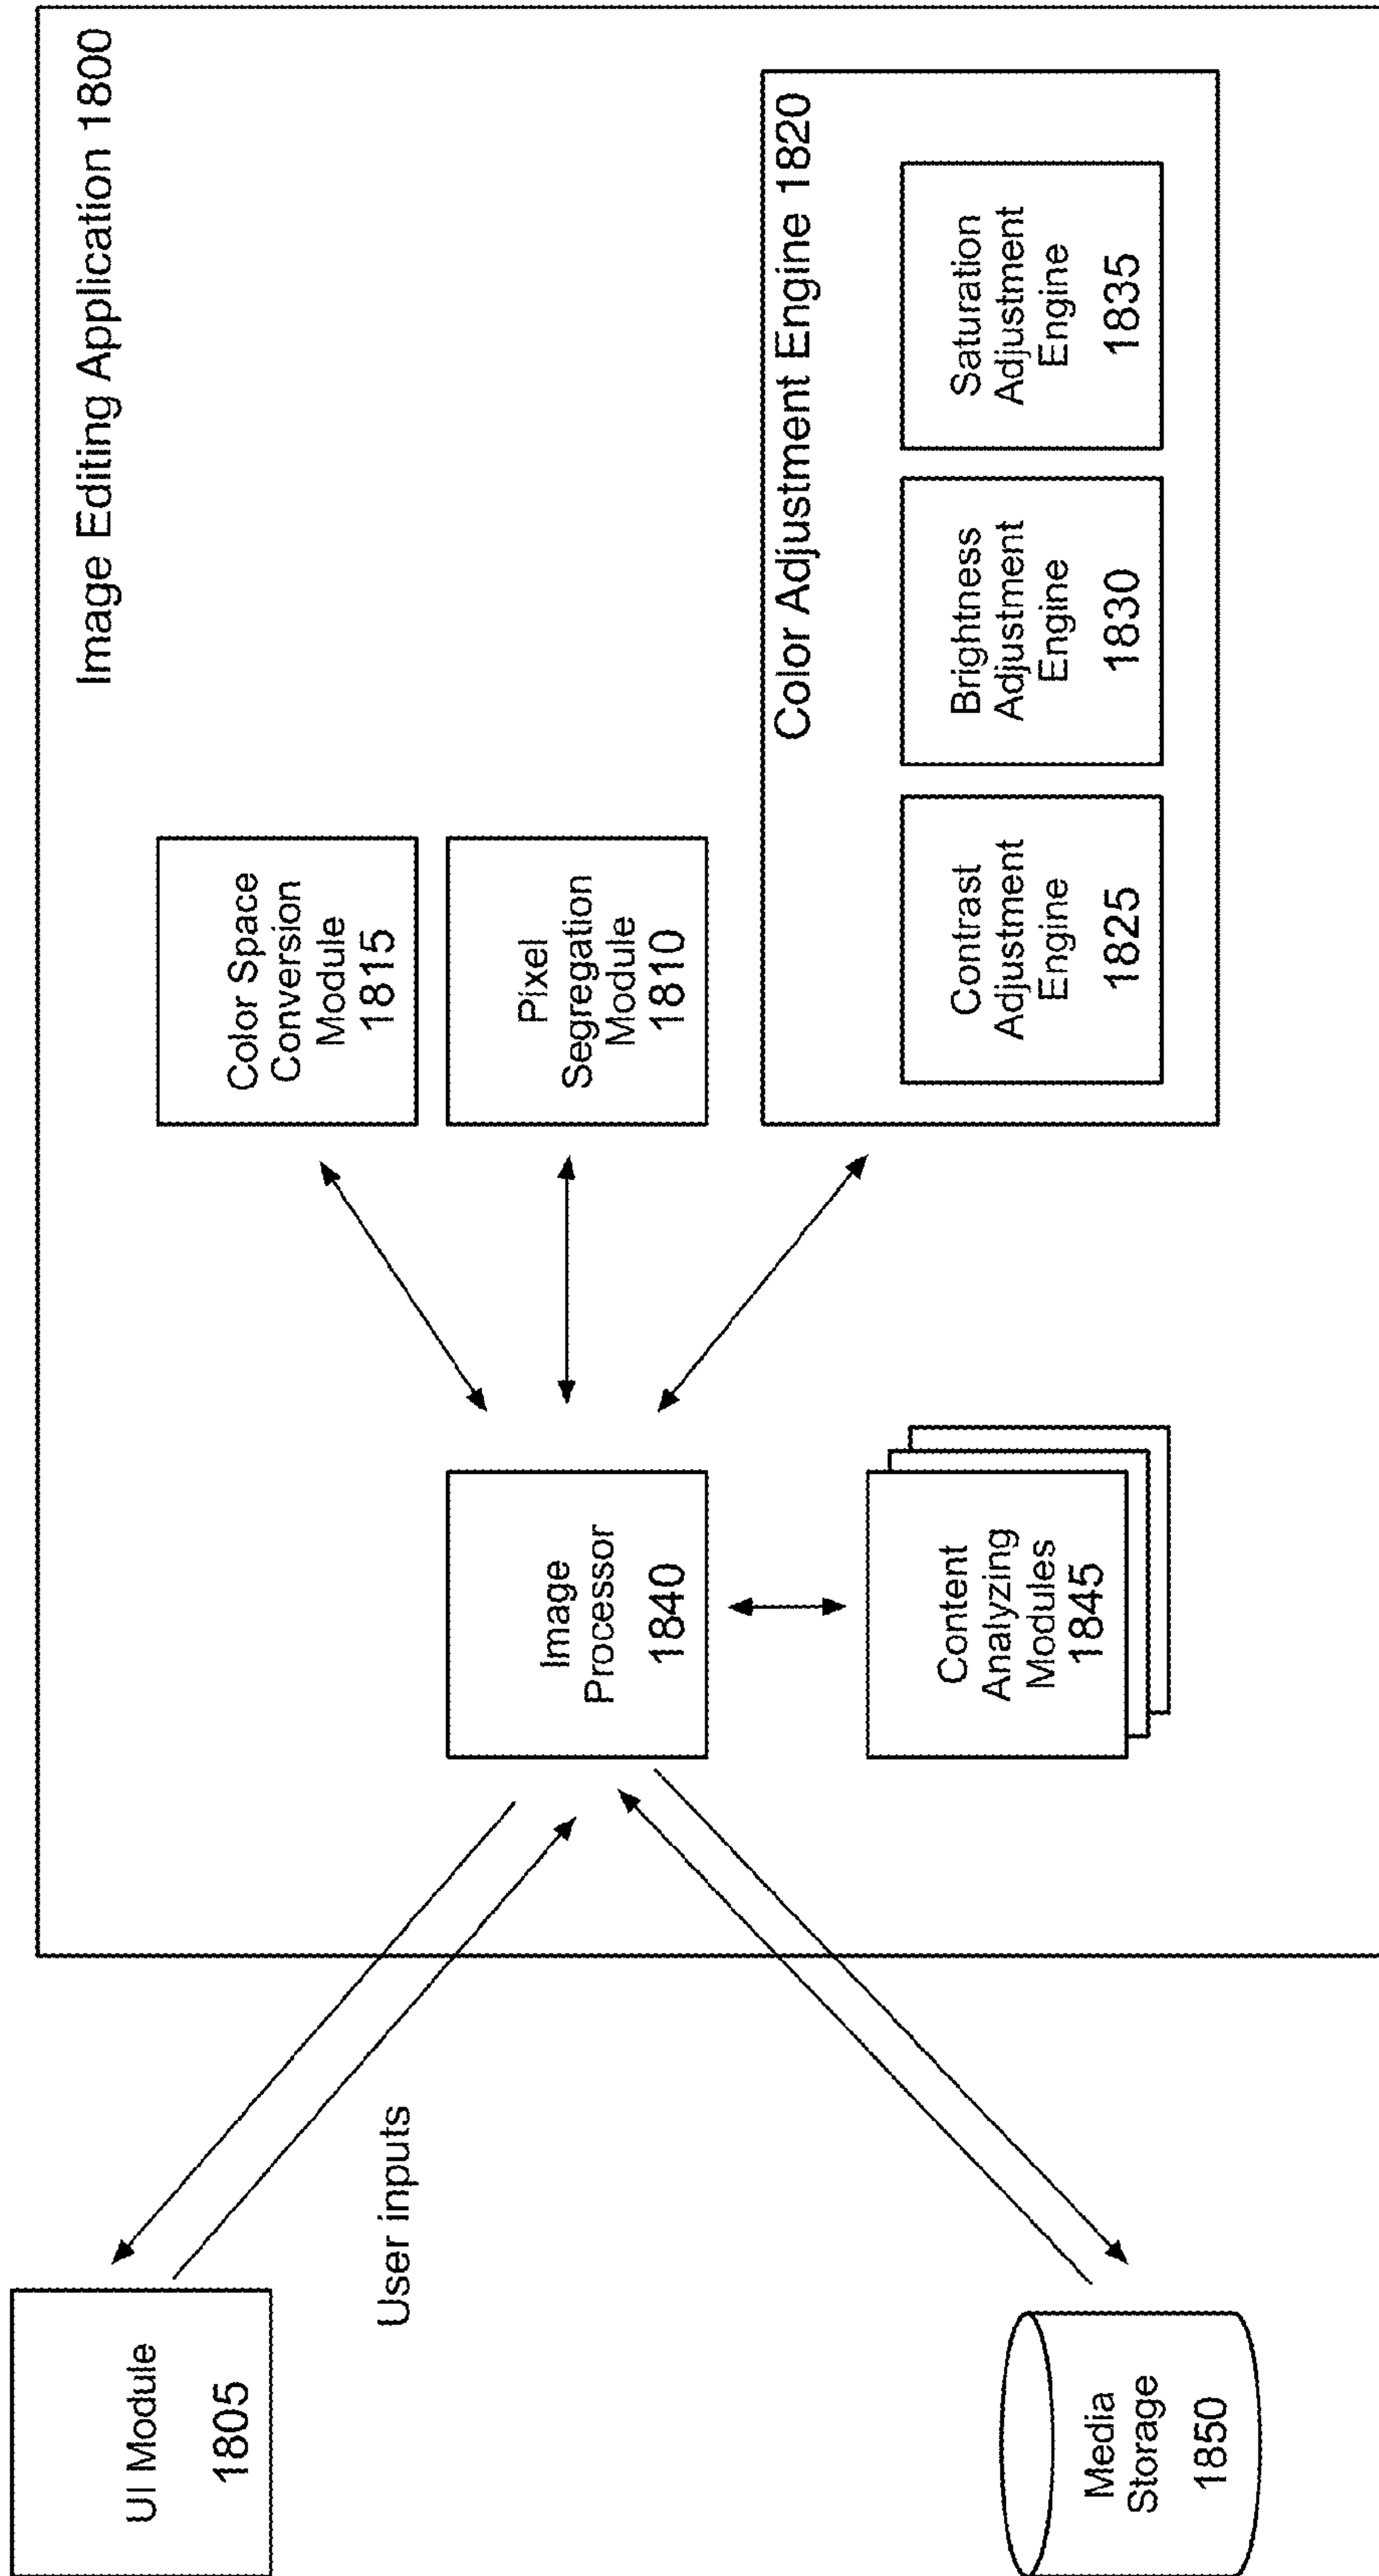 Image Editing Application 1800
UI Module
1805
User inputs
Color Space
Conversion
Module
1815
Image
Processor
1840
Pixel
Segregation
Module
1810
Color Adjustment Engine 1820
Contrast
Adjustment
Engine
1825
Brightness
Adjustment
Engine
1830
Saturation
Adjustment
Engine
1835
Content
Analyzing
Modules
1845
Media
Storage
1850